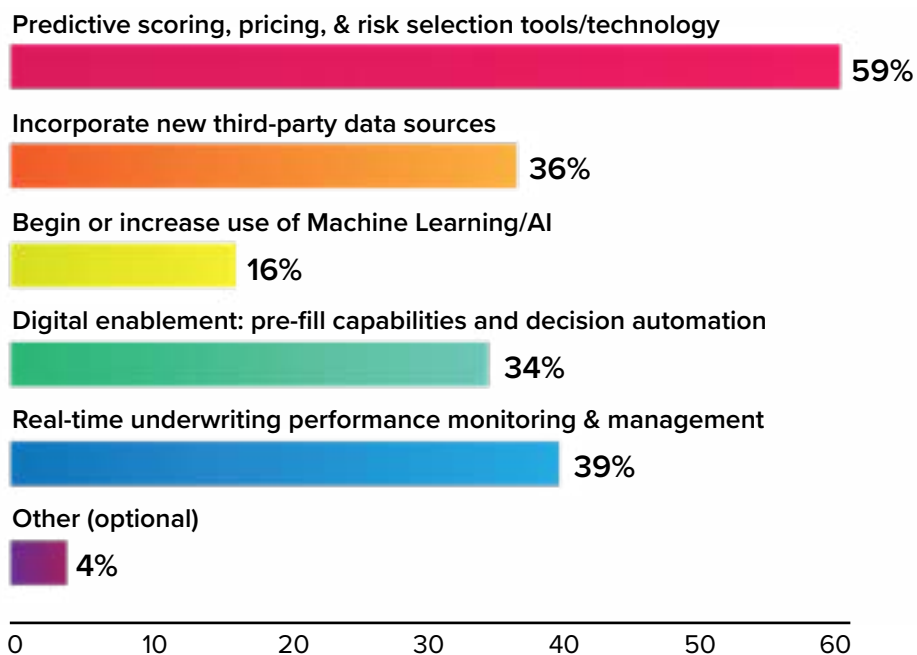 Predictive scoring, pricing, & risk selection tools/technology
59%
Incorporate new third-party data sources
36%
Begin or increase use of Machine Learning/AI
16%
Digital enablement: pre-fill capabilities and decision automation
34%
Real-time underwriting performance monitoring & management
39%
Other (optional)
4%
0 10 20 30 40 50 60